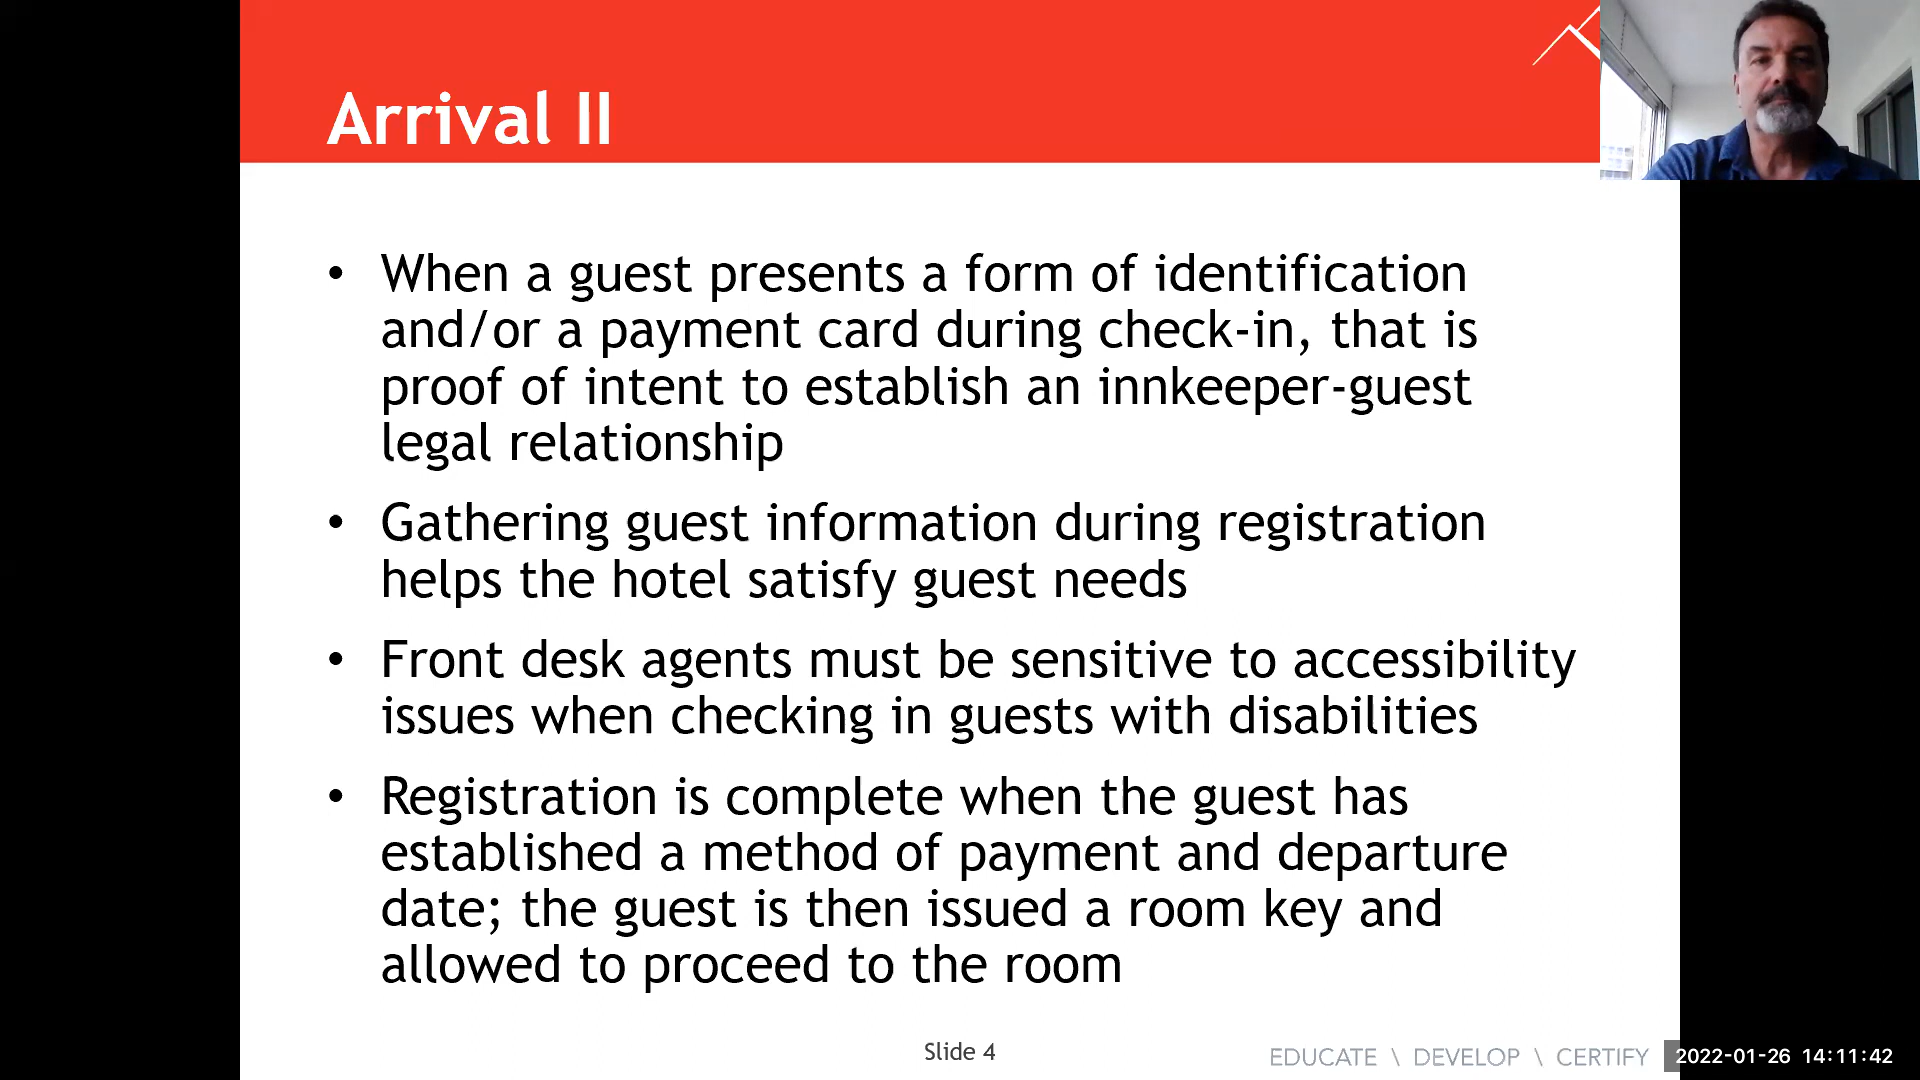 Arrival II
• When a guest presents a form of identification
and/or a payment card during check-in, that is
proof of intent to establish an innkeeper-guest
legal relationship
• Gathering guest information during registration
helps the hotel satisfy guest needs
• Front desk agents must be sensitive to accessibility
issues when checking in guests with disabilities
• Registration is complete when the guest has
established a method of payment and departure
date; the guest is then issued a room key and
allowed to proceed to the room
Slide 4
EDUCATE \ DEVELOP \ CERTIFY
2022-01-26 14:11:42